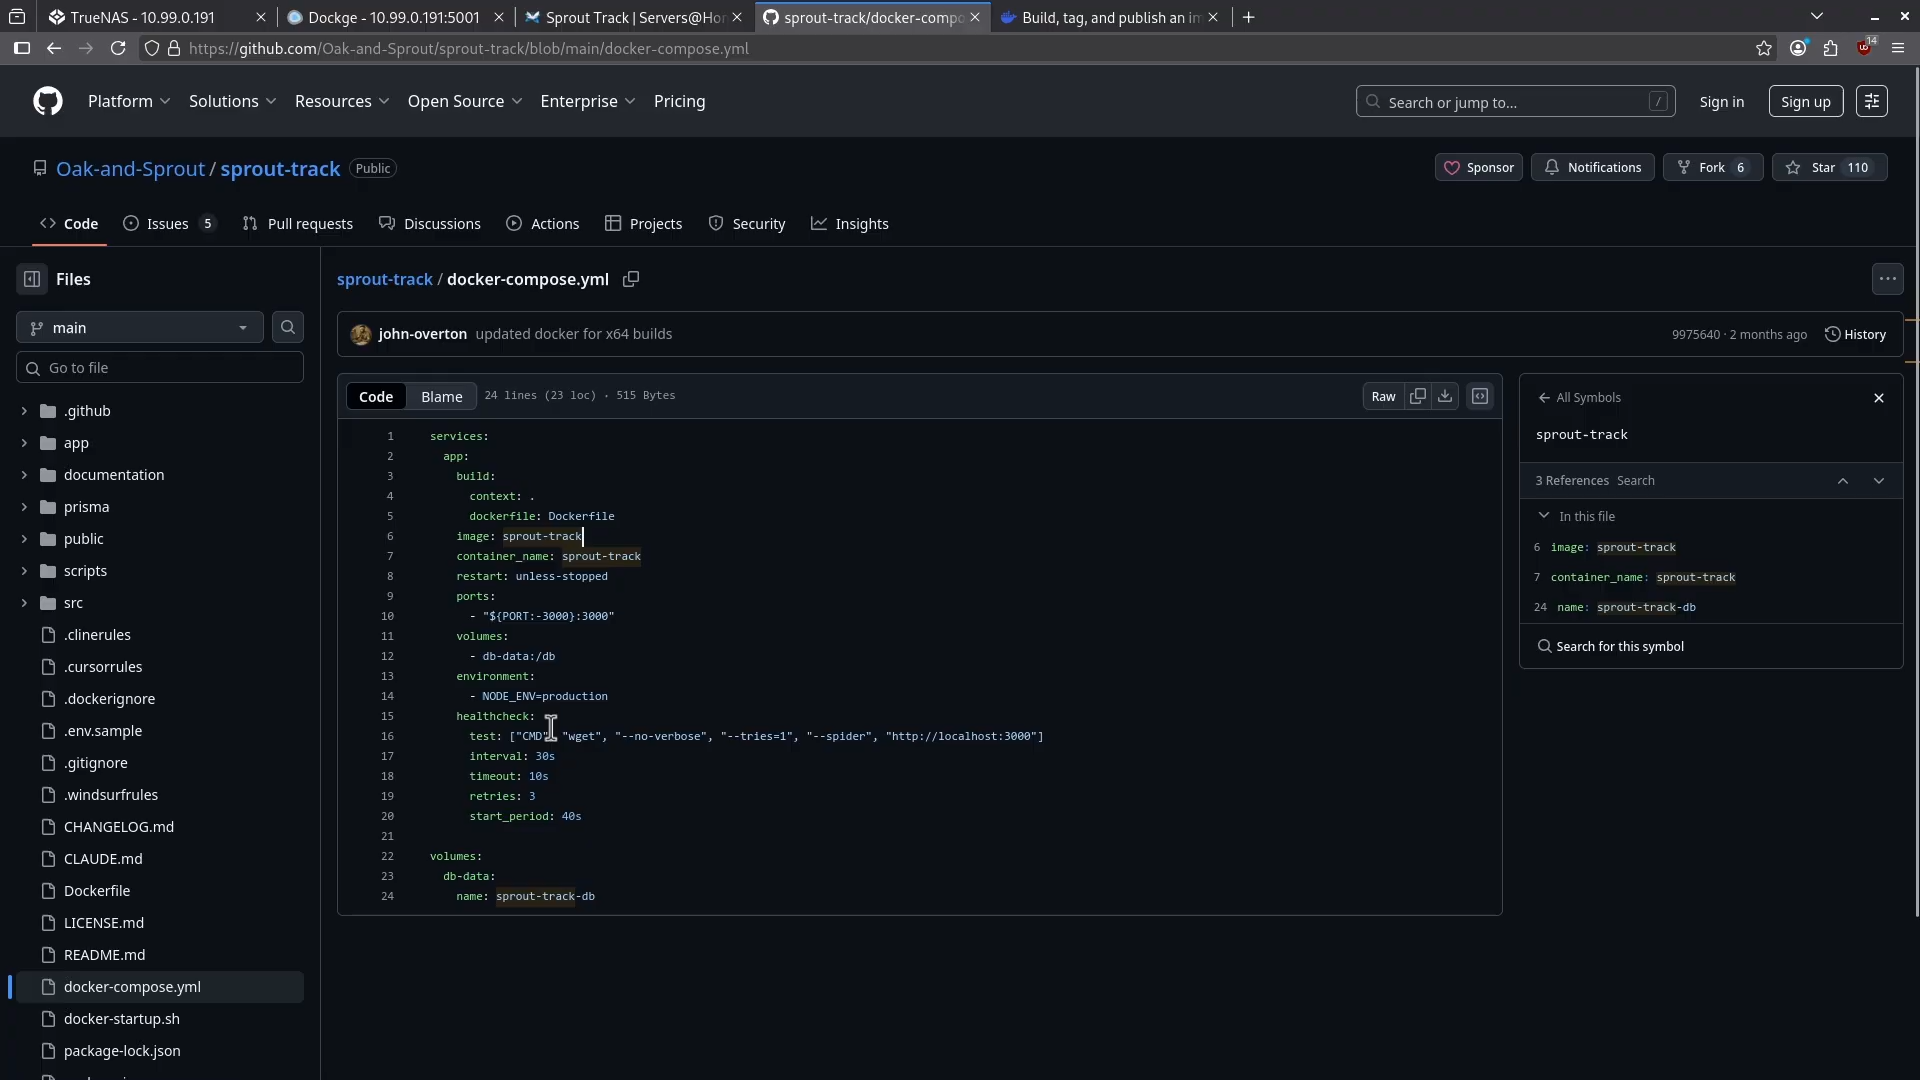 TrueNAS - 10.99.0.191
Dockge - 10.99.0.191:5001
Sprout Track | Servers@Hor
sprout-track/docker-compo
Build, tag, and publish an im
https://github.com/Oak-and-Sprout/sprout-track/blob/main/docker-compose.yml
14
Platform
Solutions
Resources
Open Source
Enterprise
Pricing
Search or jump to...
/
Sign in
Sign up
Oak-and-Sprout / sprout-track
Public
Sponsor
Notifications
Fork 6
Star 110
Code
Issues 5
Pull requests
Discussions
Actions
Projects
Security
Insights
Files
main
Go to file
.github
app
documentation
prisma
public
scripts
src
.clinerules
.cursorrules
.dockerignore
.env.sample
.gitignore
.windsurfrules
CHANGELOG.md
CLAUDE.md
Dockerfile
LICENSE.md
README.md
docker-compose.yml
docker-startup.sh
package-lock.json
sprout-track / docker-compose.yml
john-overton updated docker for x64 builds
9975640 · 2 months ago
History
Code
Blame
24 lines (23 loc) · 515 Bytes
Raw
1 services:
2 app:
3 build:
4 context: .
5 dockerfile: Dockerfile
6 image: sprout-track
7 container_name: sprout-track
8 restart: unless-stopped
9 ports:
10 - "${PORT:-3000}:3000"
11 volumes:
12 - db-data:/db
13 environment:
14 - NODE_ENV=production
15 healthcheck:
16 test: ["CMD", "wget", "--no-verbose", "--tries=1", "--spider", "http://localhost:3000"]
17 interval: 30s
18 timeout: 10s
19 retries: 3
20 start_period: 40s
21
22 volumes:
23 db-data:
24 name: sprout-track-db
All Symbols
sprout-track
3 References Search
In this file
6 image: sprout-track
7 container_name: sprout-track
24 name: sprout-track-db
Search for this symbol